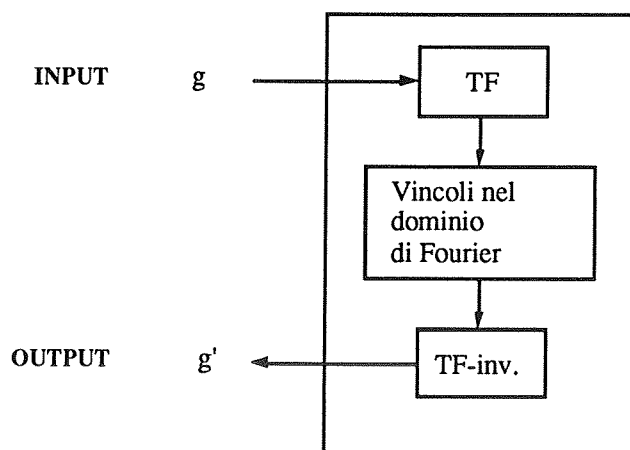 INPUT g
TF
Vincoli nel
dominio
di Fourier
OUTPUT g'
TF-inv.